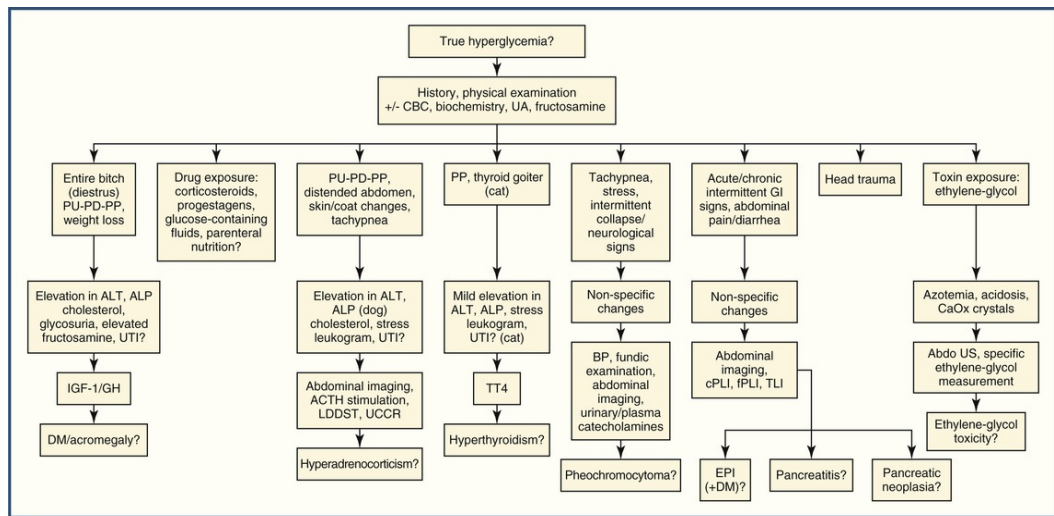 True hyperglycemia?
History, physical examination
+/- CBC, biochemistry, UA, fructosamine
Entire bitch
(diestrus)
PU-PD-PP,
weight loss
Drug exposure:
corticosteroids,
progestagens,
glucose-containing
fluids, parenteral
nutrition?
PU-PD-PP,
distended abdomen,
skin/coat changes,
tachypnea
PP, thyroid goiter
(cat)
Tachypnea,
stress,
intermittent
collapse/
neurological
signs
Acute/chronic
intermittent GI
signs, abdominal
pain/diarrhea
Head trauma
Toxin exposure:
ethylene-glycol
Elevation in ALT, ALP
cholesterol,
glycosuria, elevated
fructosamine, UTI?
Elevation in ALT,
ALP (dog)
cholesterol, stress
leukogram, UTI?
Mild elevation in
ALT, ALP, stress
leukogram,
UTI? (cat)
Non-specific
changes
Non-specific
changes
Azotemia, acidosis,
CaOx crystals
IGF-1/GH
Abdominal imaging,
ACTH stimulation,
LDDST, UCCR
TT4
BP, fundic
examination,
abdominal
imaging,
urinary/plasma
catecholamines
Abdominal
imaging,
cPLI, fPLI, TLI
Abdo US, specific
ethylene-glycol
measurement
DM/acromegaly?
Hyperadrenocorticism?
Hyperthyroidism?
Pheochromocytoma?
EPI
(+DM)?
Pancreatitis?
Pancreatic
neoplasia?
Ethylene-glycol
toxicity?